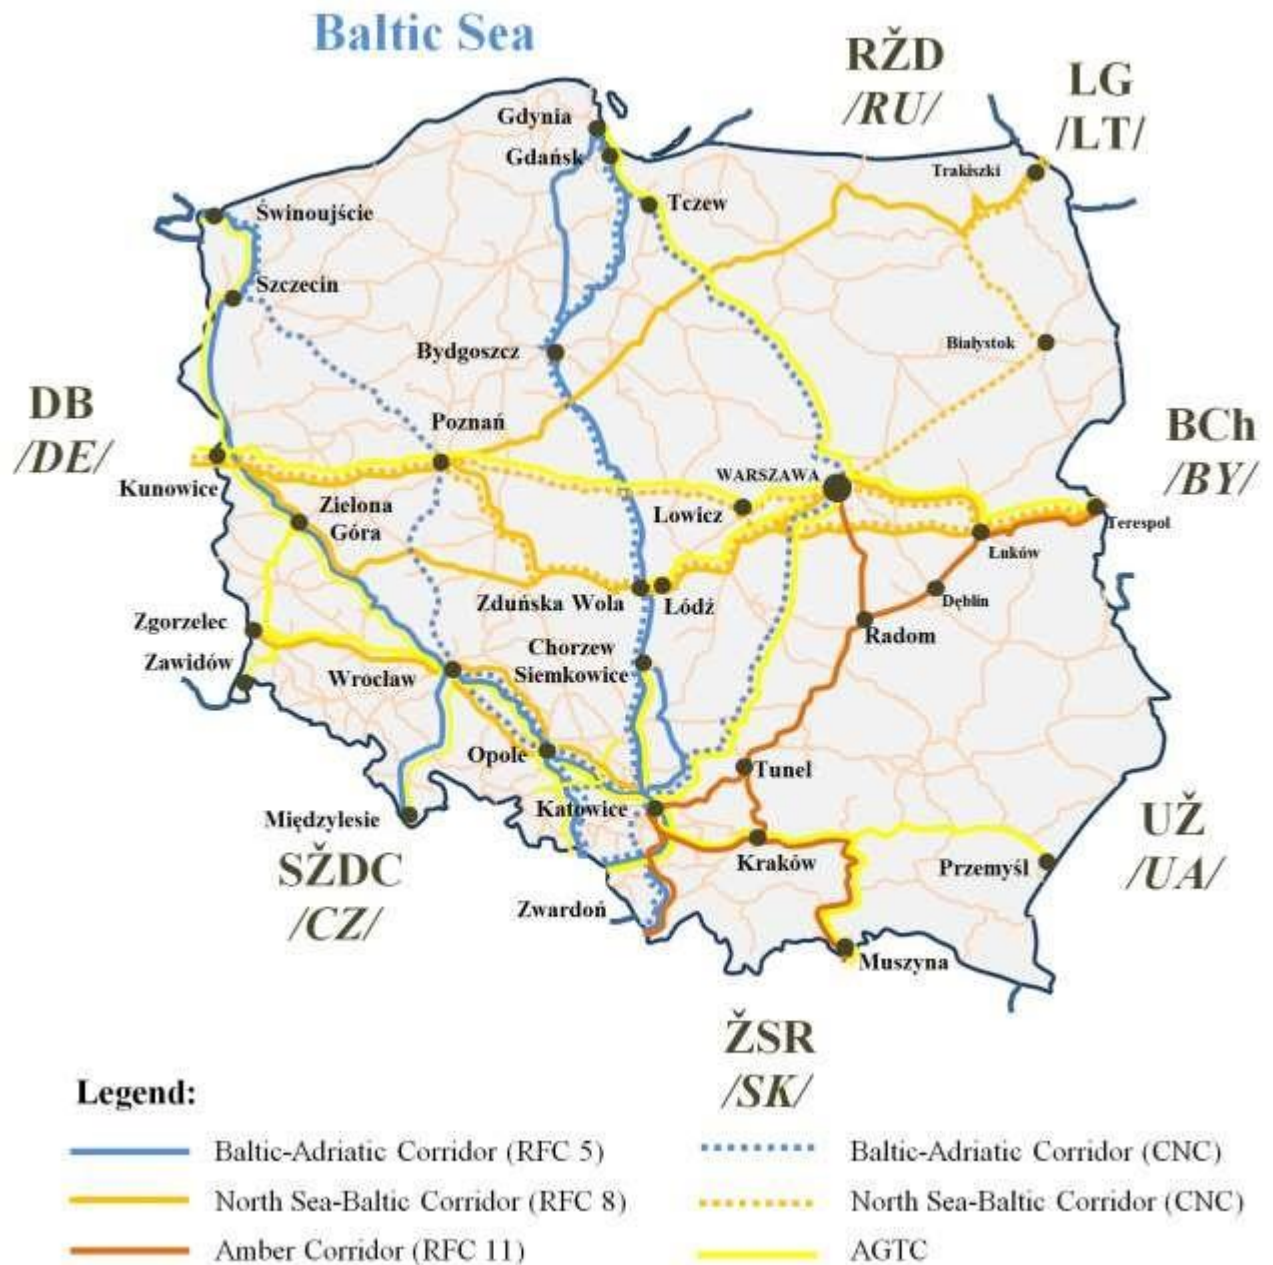 Baltic Sea
RŽD
/RU/
LG
/LT/
Gdynia
Gdańsk
Trakiszki
Tczew
Świnoujście
Szczecin
Bydgoszcz
Białystok
DB
/DE/
Poznań
BCh
/BY/
WARSZAWA
Kunowice
Zielona
Góra
Lowicz
Terespol
Łuków
Zduńska Wola
Łódź
Dęblin
Zgorzelec
Radom
Zawidów
Chorzew
Siemkowice
Wrocław
Opole
Tunel
Katowice
Międzylesie
UŽ
/UA/
SŽDC
/CZ/
Kraków
Przemyśl
Zwardoń
Muszyna
ŽSR
/SK/
Legend:
Baltic-Adriatic Corridor (RFC 5)
Baltic-Adriatic Corridor (CNC)
North Sea-Baltic Corridor (RFC 8)
North Sea-Baltic Corridor (CNC)
Amber Corridor (RFC 11)
AGTC